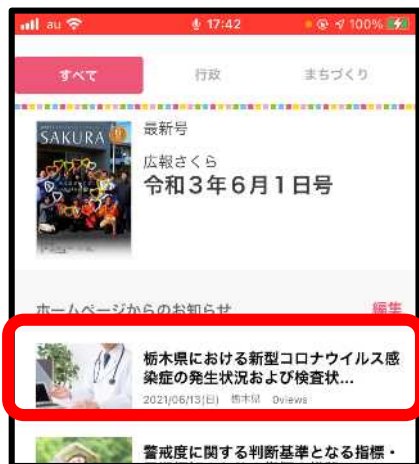 au 17:42 100%
すべて 行政 まちづくり
SAKURA
最新号
広報さくら
令和3年6月1日号
ホームページからのお知らせ 編集
栃木県における新型コロナウイルス感
染症の発生状況および検査状...
2021/06/13(日) 栃木県 0views
警戒度に関する判断基準となる指標・